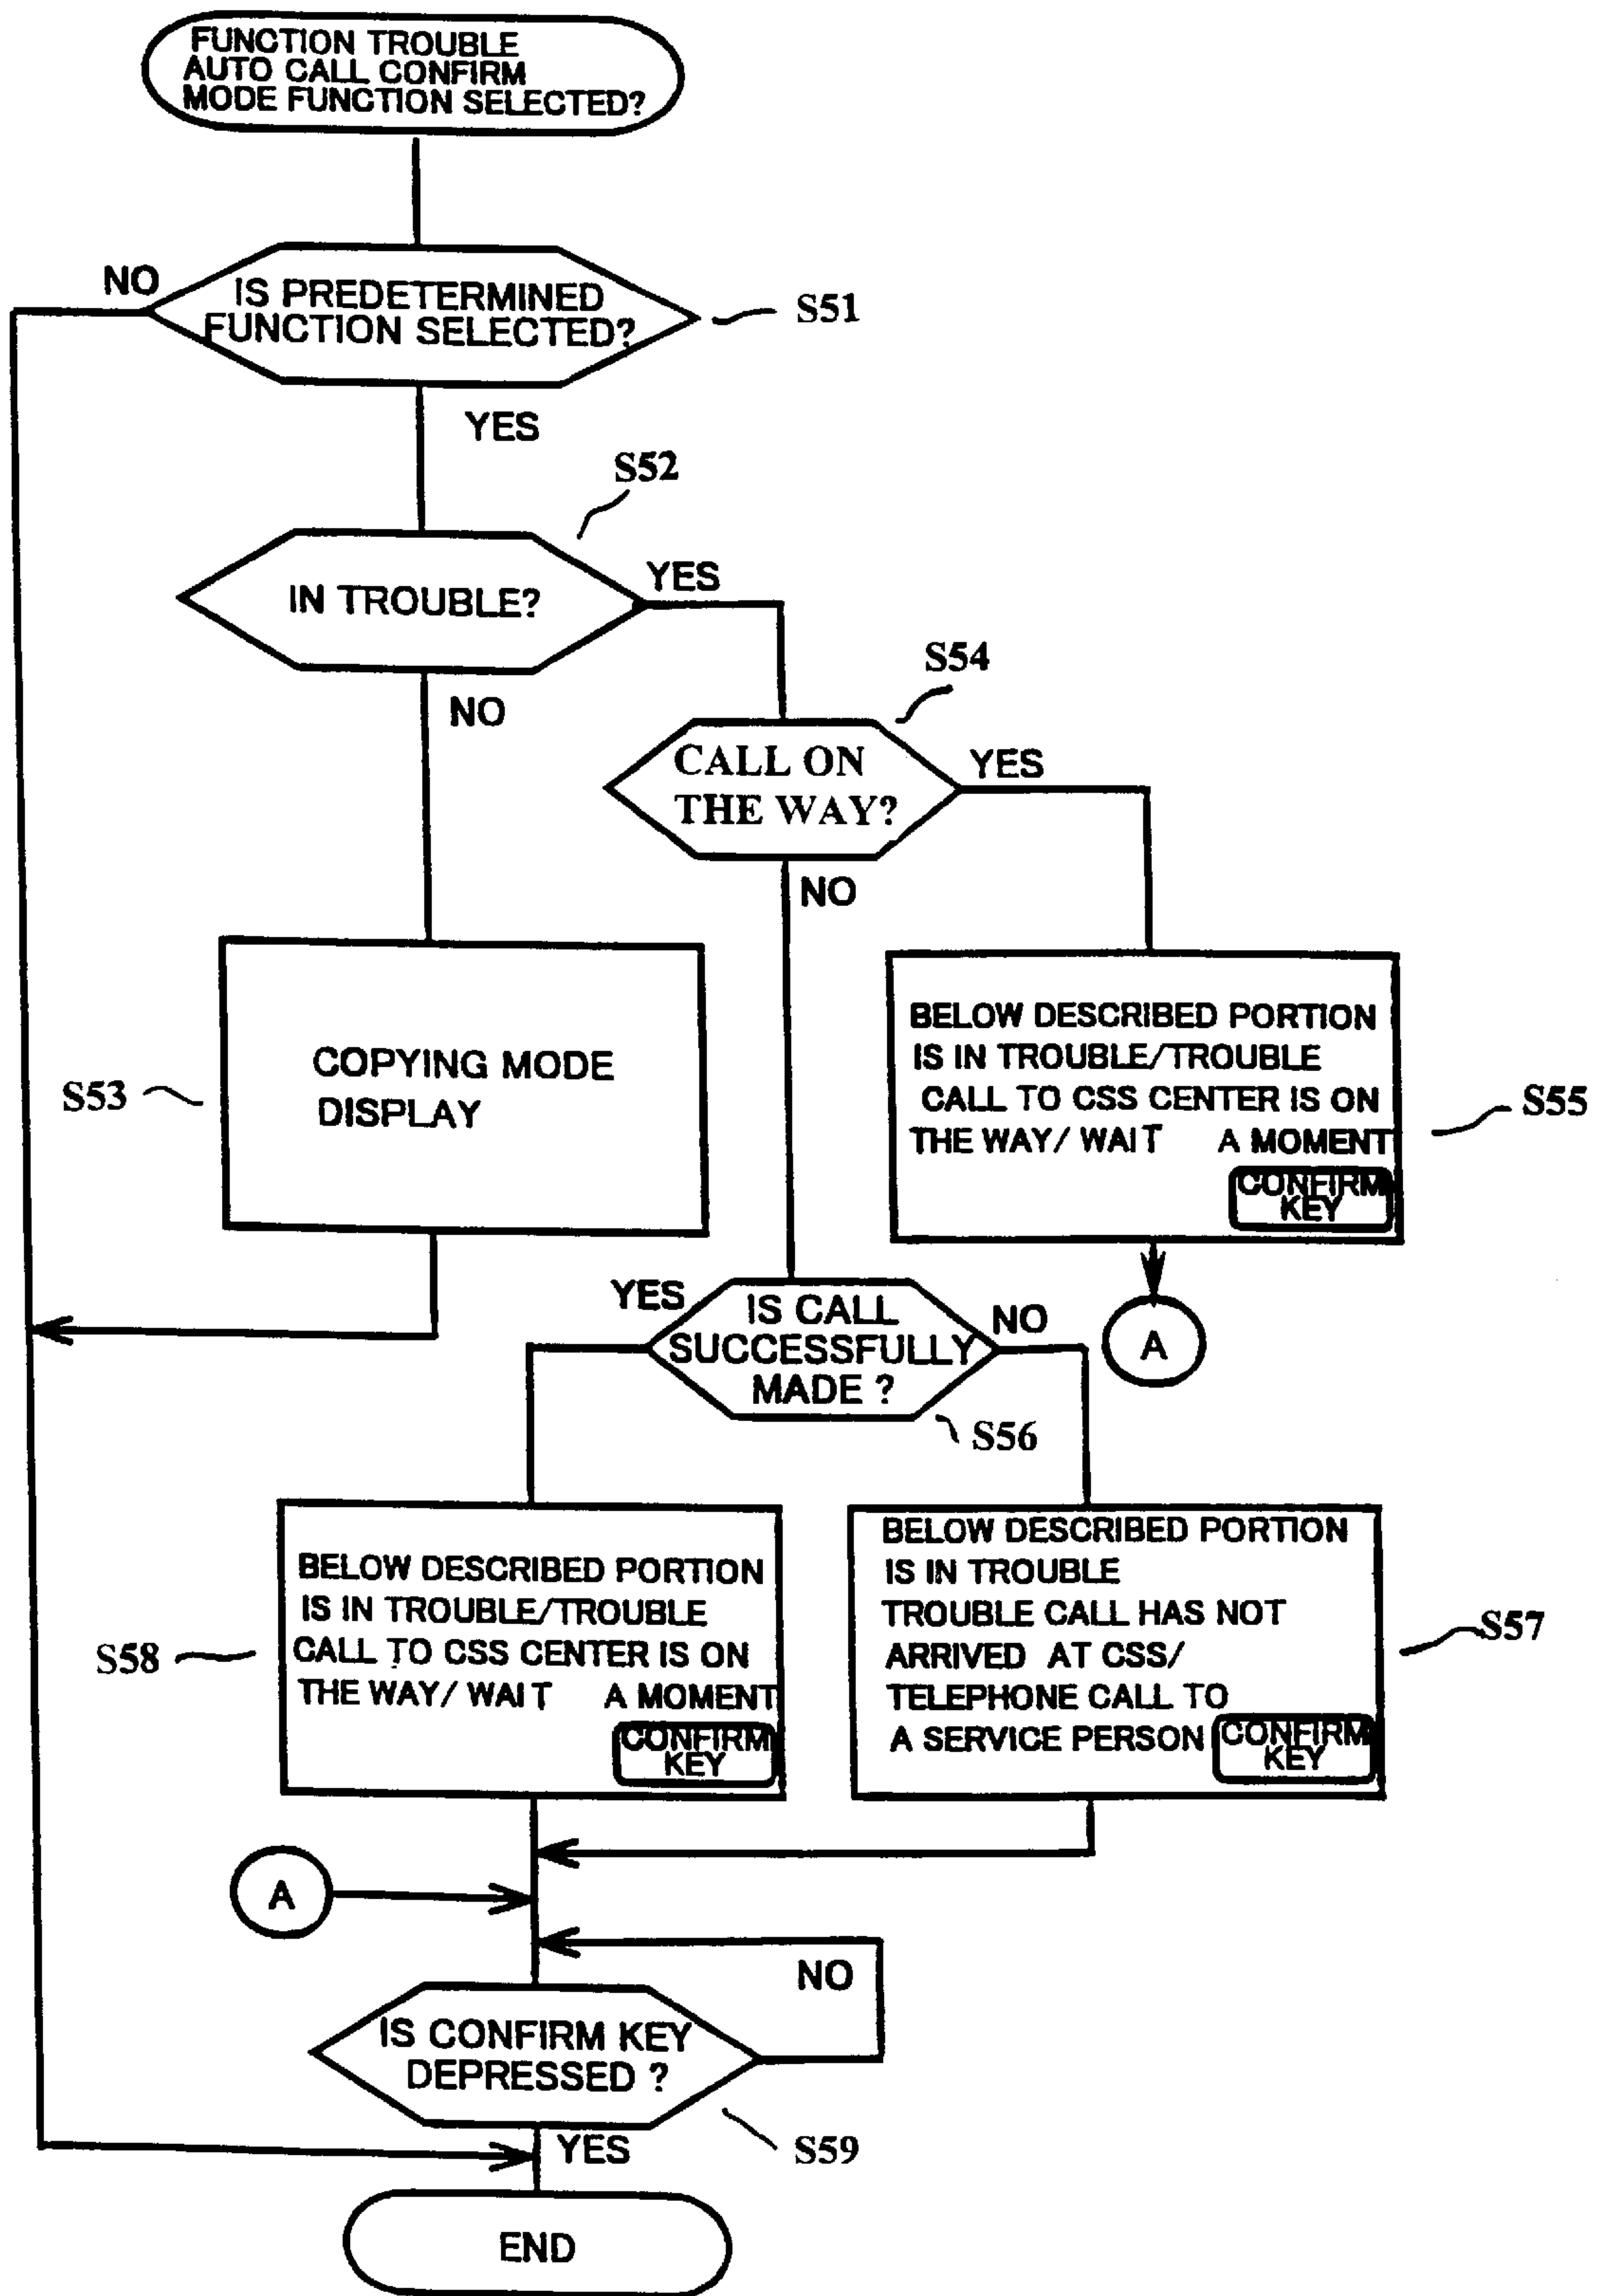 FUNCTION TROUBLE
AUTO CALL CONFIRM
MODE FUNCTION SELECTED?
NO
IS PREDETERMINED
FUNCTION SELECTED?
S51
YES
S52
IN TROUBLE?
YES
NO
S54
CALL ON
THE WAY?
YES
NO
COPYING MODE
DISPLAY
S53
BELOW DESCRIBED PORTION
IS IN TROUBLE/TROUBLE
CALL TO CSS CENTER IS ON
THE WAY/ WAIT A MOMENT
CONFIRM
KEY
S55
A
YES
IS CALL
SUCCESSFULLY
MADE ?
NO
S56
BELOW DESCRIBED PORTION
IS IN TROUBLE/TROUBLE
CALL TO CSS CENTER IS ON
THE WAY/ WAIT A MOMENT
CONFIRM
KEY
S58
BELOW DESCRIBED PORTION
IS IN TROUBLE
TROUBLE CALL HAS NOT
ARRIVED AT CSS/
TELEPHONE CALL TO
A SERVICE PERSON
CONFIRM
KEY
S57
A
NO
IS CONFIRM KEY
DEPRESSED ?
S59
YES
END